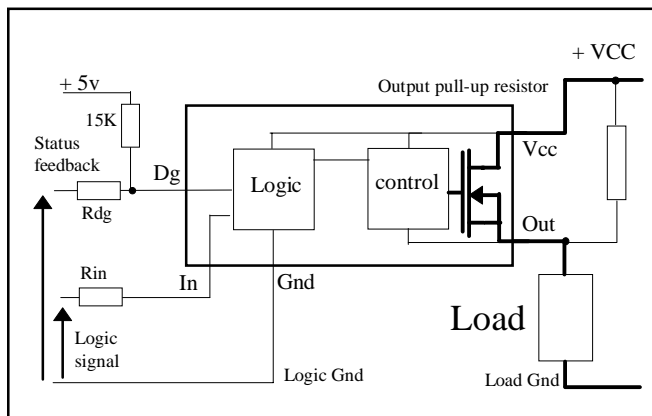 + VCC
+ 5v
Output pull-up resistor
15K
Status
feedback
Dg
Vcc
Logic
control
Rdg
Out
Rin
In
Gnd
Load
Logic
signal
Logic Gnd
Load Gnd